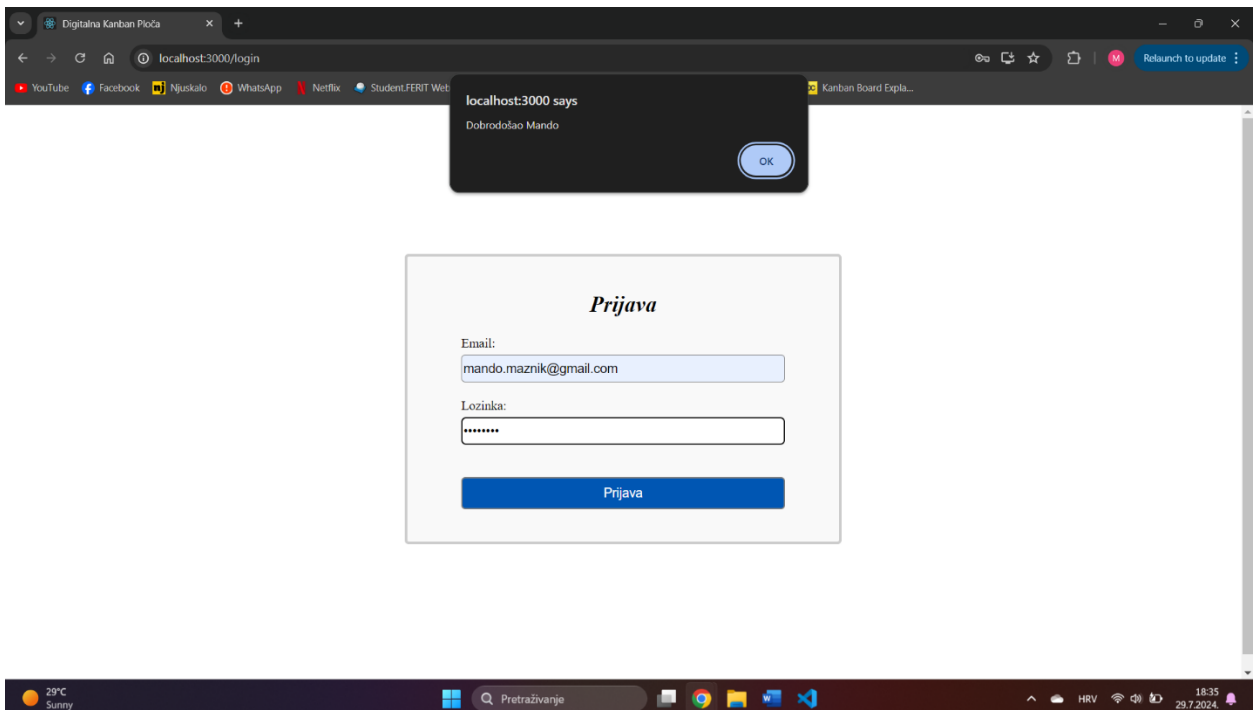 Digitalna Kanban Ploča
localhost:3000/login
Relaunch to update
M
YouTube Facebook Njuskalo WhatsApp Netflix Student.FERIT Web Kanban Board Expla...
localhost:3000 says
Dobrodošao Mando
OK
Prijava
Email:
mando.maznik@gmail.com
Lozinka:
••••••••
Prijava
29°C
Sunny
Pretraživanje
HRV
18:35
29.7.2024.